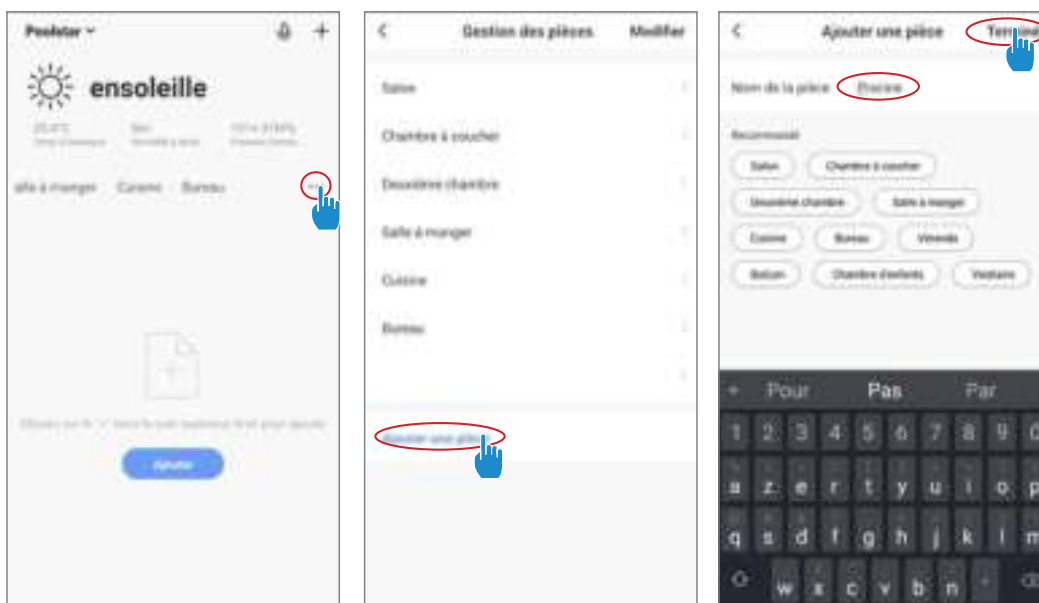 Poolstar
+
ensoleille
alle à manger Cuisine Bureau
Ajouter
Gestion des pièces Modifier
Salon
Chambre à coucher
Deuxième chambre
Salle à manger
Cuisine
Bureau
Ajouter une pièce
Ajouter une pièce
Nom de la pièce Piscine
Recommandé
Salon Chambre à coucher
Deuxième chambre Salle à manger
Cuisine Bureau Véranda
Balcon Chambre d'enfants Vestiaire
Pour Pas Par
1 2 3 4 5 6 7 8 9 0
a z e r t y u i o p
q s d f g h j k l m
w x c v b n